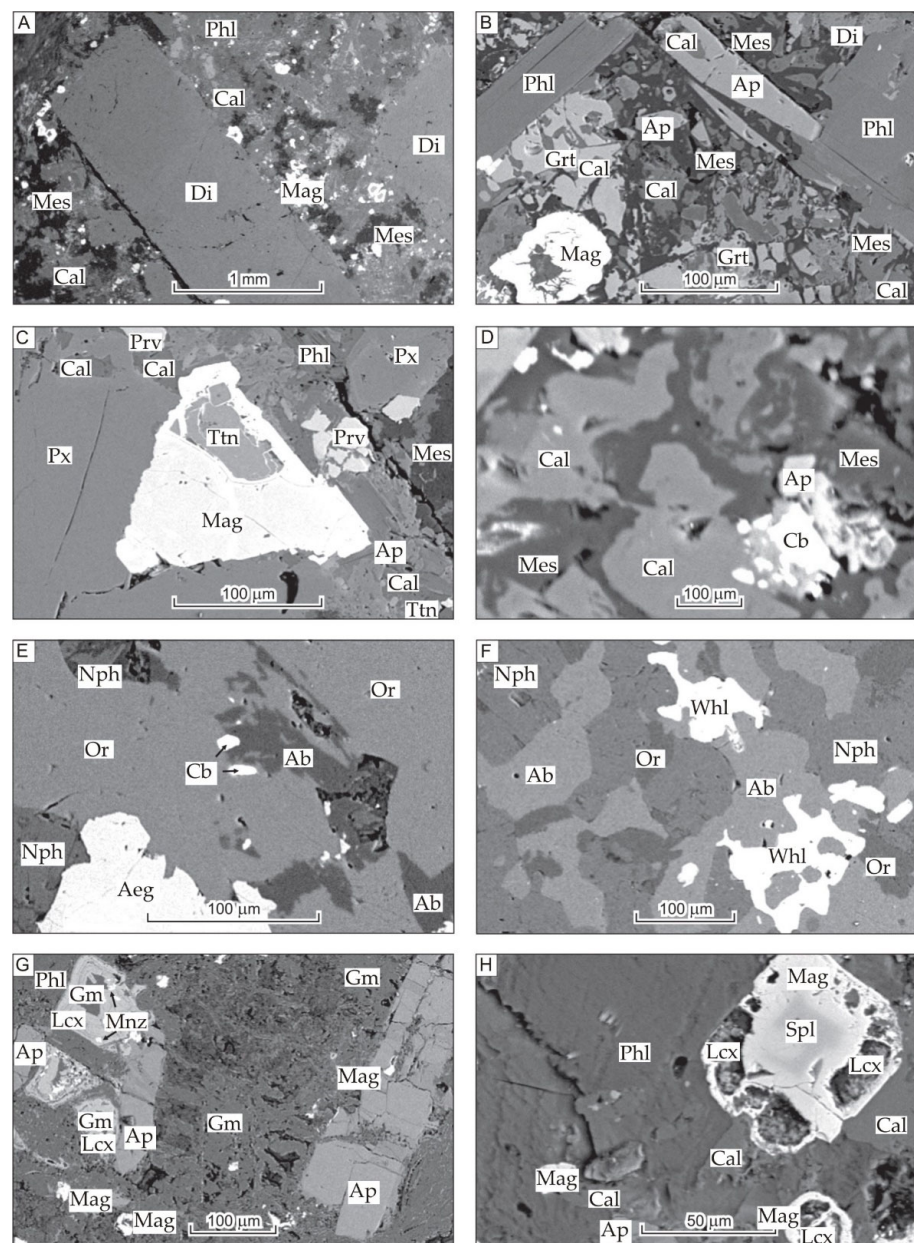 A
Phl
Cal
Di
Di
Mag
Mes
Mes
Cal
1 mm
B
Cal
Mes
Di
Phl
Ap
Phl
Ap
Grt
Cal
Mes
Cal
Mag
Grt
Mes
Cal
100 μm
C
Prv
Cal
Cal
Phl
Px
Ttn
Prv
Px
Mes
Mag
Ap
Cal
Ttn
100 μm
D
Cal
Mes
Ap
Cb
Mes
Cal
100 μm
E
Nph
Or
Or
Ab
Cb
Nph
Aeg
Ab
100 μm
F
Nph
Whl
Or
Nph
Ab
Ab
Whl
Or
100 μm
G
Phl
Gm
Gm
Mnz
Lcx
Ap
Mag
Gm
Gm
Lcx
Ap
Ap
Mag
Mag
100 μm
H
Mag
Spl
Phl
Lcx
Lcx
Cal
Cal
Mag
Cal
Mag
Ap
50 μm
Lcx